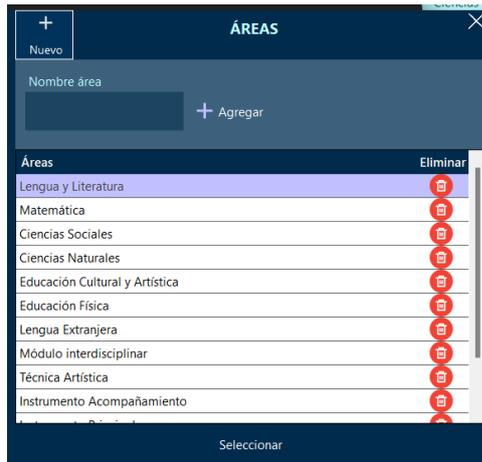 Ciencias
+
Nuevo
ÁREAS
Nombre área
+ Agregar
Áreas Eliminar
Lengua y Literatura
Matemática
Ciencias Sociales
Ciencias Naturales
Educación Cultural y Artística
Educación Física
Lengua Extranjera
Módulo interdisciplinar
Técnica Artística
Instrumento Acompañamiento
Seleccionar